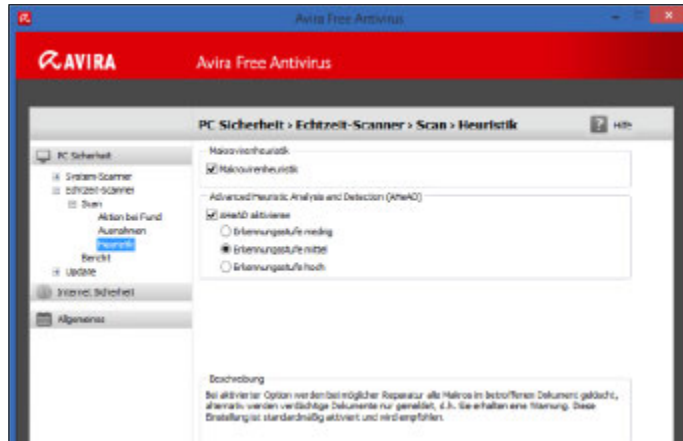 Avira Free Antivirus
AVIRA
Avira Free Antivirus
PC Sicherheit › Echtzeit-Scanner › Scan › Heuristik
Hilfe
PC Sicherheit
System-Scanner
Echtzeit-Scanner
Scan
Aktion bei Fund
Ausnahmen
Heuristik
Bericht
Update
Internet Sicherheit
Allgemeines
Makrovirenheuristik
Makrovirenheuristik
Advanced Heuristic Analysis and Detection (AHeAD)
AHeAD aktivieren
Erkennungsstufe niedrig
Erkennungsstufe mittel
Erkennungsstufe hoch
Beschreibung
Bei aktivierter Option werden bei möglicher Reparatur alle Makros im betroffenen Dokument gelöscht,
alternativ werden verdächtige Dokumente nur gemeldet, d.h. Sie erhalten eine Warnung. Diese
Einstellung ist standardmäßig aktiviert und wird empfohlen.